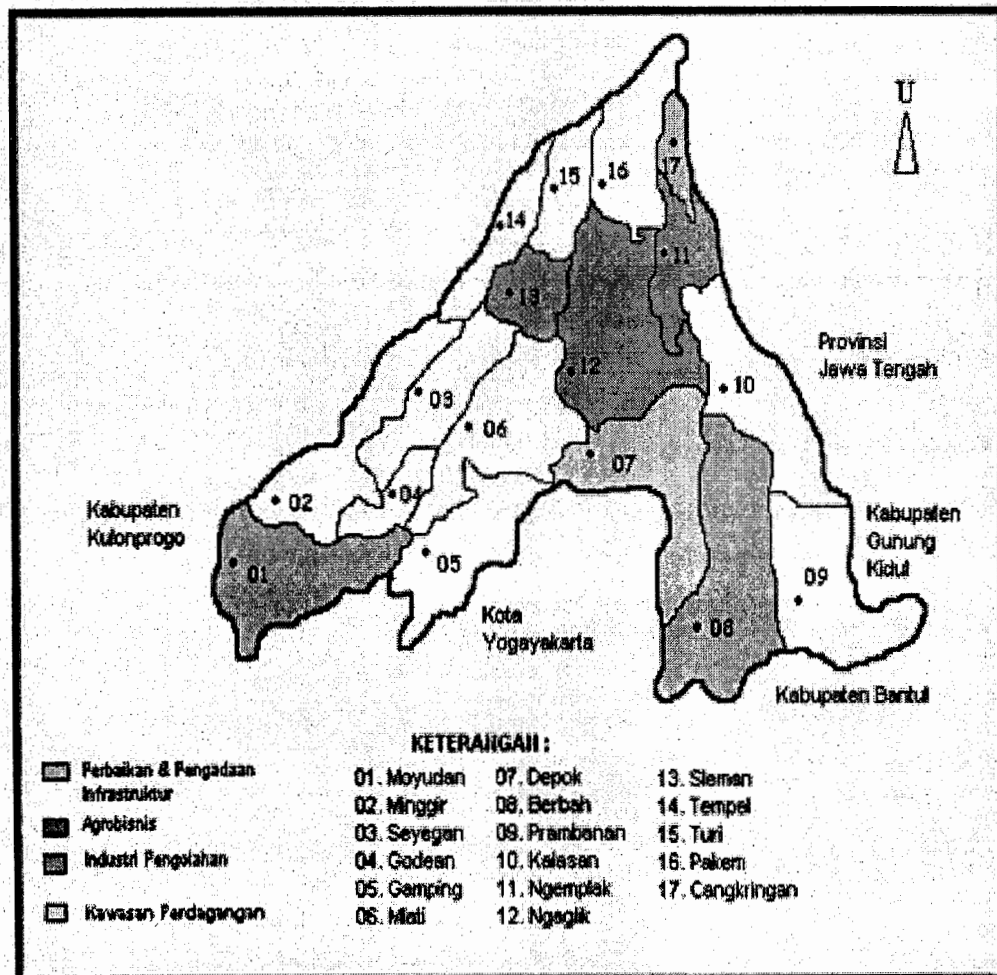 U
15
16
17
14
11
13
12
Provinsi
Jawa Tengah
10
03
06
07
04
02
Kabupaten
Kulonprogo
Kabupaten
Gunung
Kidul
01
05
09
Kota
Yogayakarta
08
Kabupaten Bantul
KETERANGAN :
Perbaikan & Pengadaan
Infrastruktur
Agrobisnis
Industri Pengolahan
Kawasan Perdagangan
01. Moyudan
02. Minggir
03. Seyegan
04. Godean
05. Gamping
06. Mlati
07. Depok
08. Berbah
09. Prambanan
10. Kalasan
11. Ngemplak
12. Ngaglik
13. Sleman
14. Tempel
15. Turi
16. Pakem
17. Cangkringan